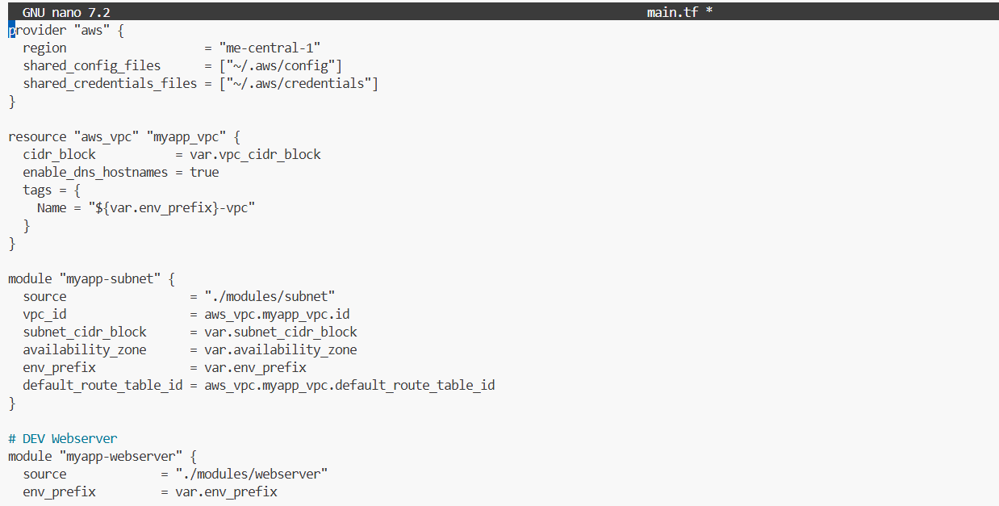 GNU nano 7.2 main.tf *
provider "aws" {
  region                   = "me-central-1"
  shared_config_files      = ["~/.aws/config"]
  shared_credentials_files = ["~/.aws/credentials"]
}

resource "aws_vpc" "myapp_vpc" {
  cidr_block           = var.vpc_cidr_block
  enable_dns_hostnames = true
  tags = {
    Name = "${var.env_prefix}-vpc"
  }
}

module "myapp-subnet" {
  source                 = "./modules/subnet"
  vpc_id                 = aws_vpc.myapp_vpc.id
  subnet_cidr_block      = var.subnet_cidr_block
  availability_zone      = var.availability_zone
  env_prefix             = var.env_prefix
  default_route_table_id = aws_vpc.myapp_vpc.default_route_table_id
}

# DEV Webserver
module "myapp-webserver" {
  source             = "./modules/webserver"
  env_prefix         = var.env_prefix